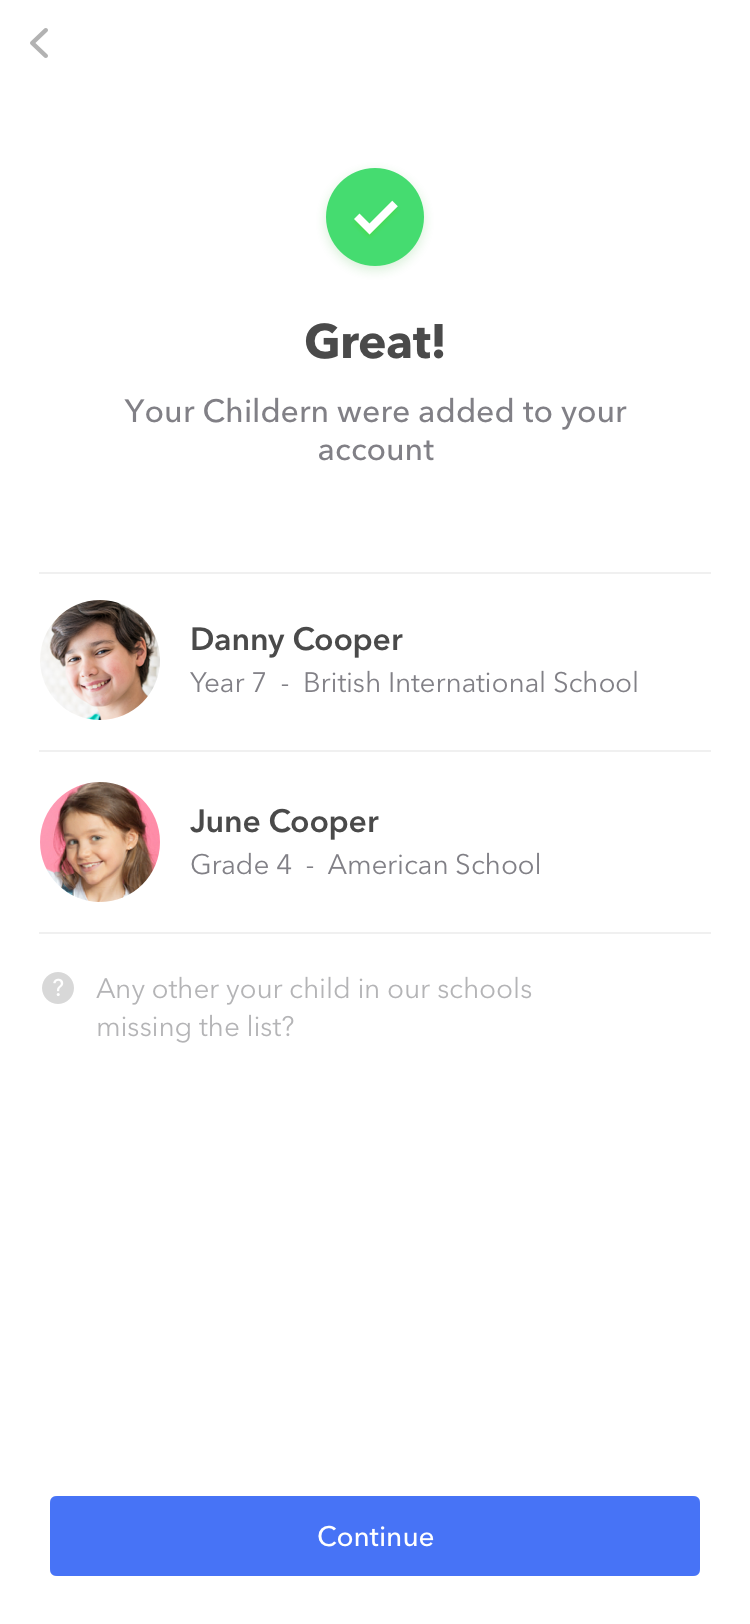 Great!
Your Childern were added to your
account
Danny Cooper
Year 7 - British International School
June Cooper
Grade 4 - American School
? Any other your child in our schools
missing the list?
Continue